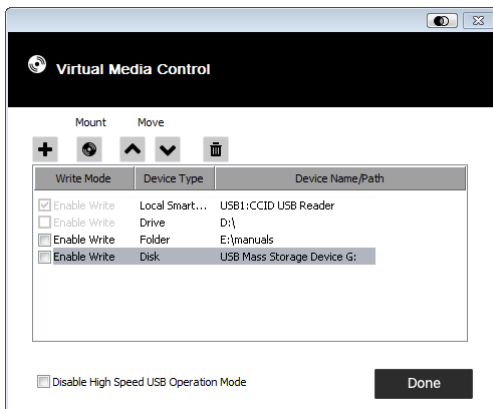 Virtual Media Control
Mount Move
Write Mode Device Type Device Name/Path
Enable Write Local Smart... USB1:CCID USB Reader
Enable Write Drive D:\
Enable Write Folder E:\manuals
Enable Write Disk USB Mass Storage Device G:
Disable High Speed USB Operation Mode Done